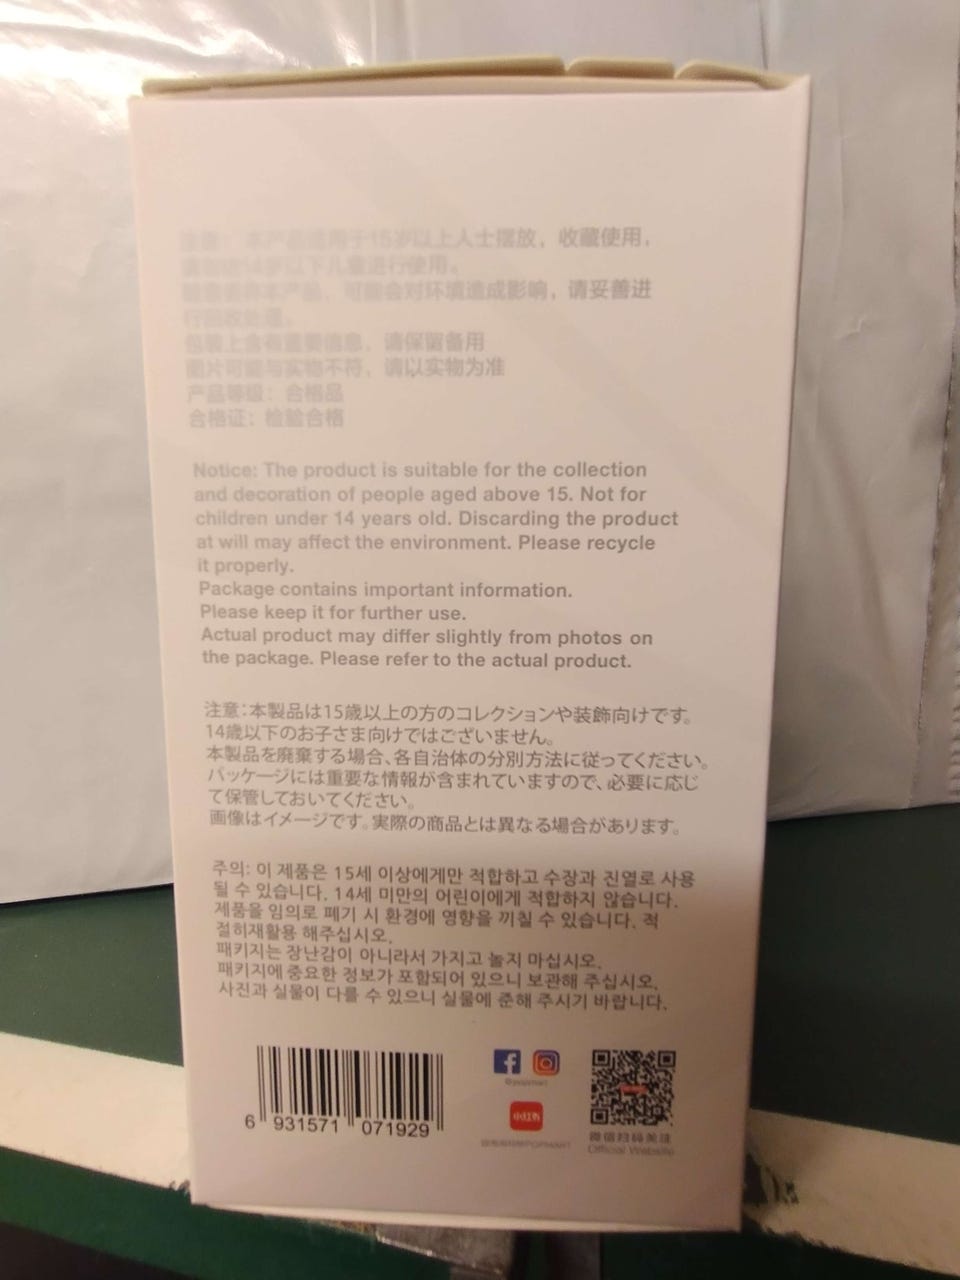 注意：本产品适用于15岁以上人士摆放，收藏使用，
14岁以下儿童进行使用。
本产品，可能会对环境造成影响，请妥善进
行回收处理。
包装上含有重要信息，请保留备用
图片可能与实物不符，请以实物为准
产品等级：合格品
合格证：检验合格
Notice: The product is suitable for the collection
and decoration of people aged above 15. Not for
children under 14 years old. Discarding the product
at will may affect the environment. Please recycle
it properly.
Package contains important information.
Please keep it for further use.
Actual product may differ slightly from photos on
the package. Please refer to the actual product.
注意：本製品は15歳以上の方のコレクションや装飾向けです。
14歳以下のお子さま向けではございません。
本製品を廃棄する場合、各自治体の分別方法に従ってください。
パッケージには重要な情報が含まれていますので、必要に応じ
て保管しておいてください。
画像はイメージです。実際の商品とは異なる場合があります。
주의: 이 제품은 15세 이상에게만 적합하고 수장과 진열로 사용
될 수 있습니다. 14세 미만의 어린이에게 적합하지 않습니다.
제품을 임의로 폐기 시 환경에 영향을 끼칠 수 있습니다. 적
절히재활용 해주십시오.
패키지는 장난감이 아니라서 가지고 놀지 마십시오.
패키지에 중요한 정보가 포함되어 있으니 보관해 주십시오.
사진과 실물이 다를 수 있으니 실물에 준해 주시기 바랍니다.
6 931571 071929
@popmart
小红书
POPMART
微信扫码关注
Official Website